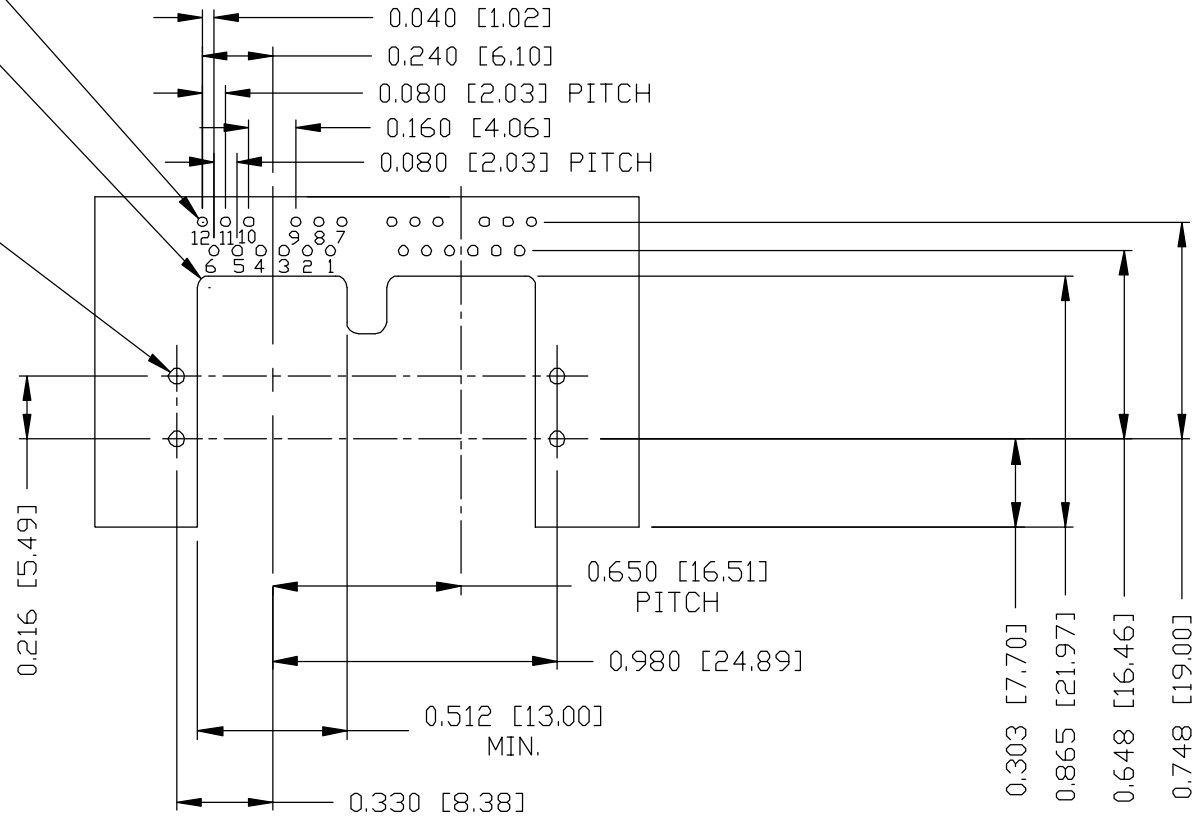 0.040 [1.02]
0.240 [6.10]
0.080 [2.03] PITCH
0.160 [4.06]
0.080 [2.03] PITCH
12 11 10 9 8 7
6 5 4 3 2 1
0.216 [5.49]
0.650 [16.51]
PITCH
0.980 [24.89]
0.512 [13.00]
MIN.
0.330 [8.38]
0.303 [7.70]
0.865 [21.97]
0.648 [16.46]
0.748 [19.00]